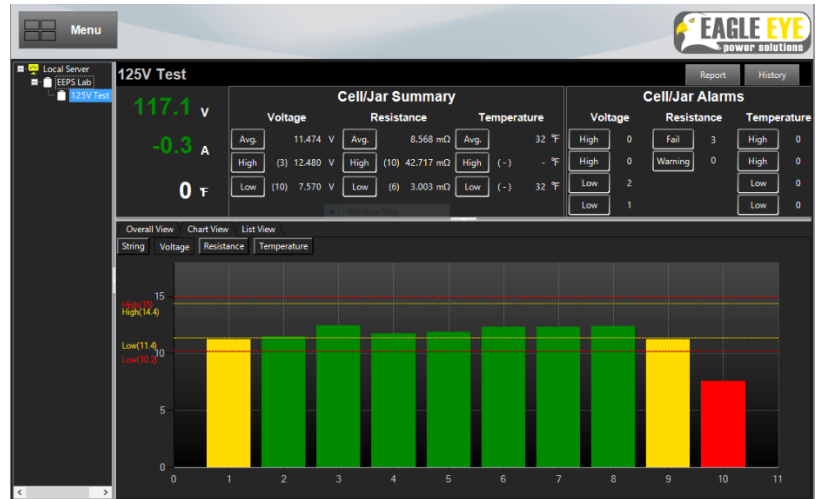 Menu
EAGLE EYE
power solutions
Local Server
EEPS Lab
125V Test
125V Test
Report History
117.1 V
-0.3 A
0 ℉
Cell/Jar Summary
Voltage Resistance Temperature
Avg. 11.474 V Avg. 8.568 mΩ Avg. 32 ℉
High (3) 12.480 V High (10) 42.717 mΩ High (-) - ℉
Low (10) 7.570 V Low (6) 3.003 mΩ Low (-) 32 ℉
Window Snip
Cell/Jar Alarms
Voltage Resistance Temperature
High 0 Fail 3 High 0
High 0 Warning 0 High 0
Low 2 Low 0
Low 1 Low 0
Overall View Chart View List View
String Voltage Resistance Temperature
15
High(15)
High(14.4)
Low(11.4)
10
Low(10.2)
5
0
0 1 2 3 4 5 6 7 8 9 10 11